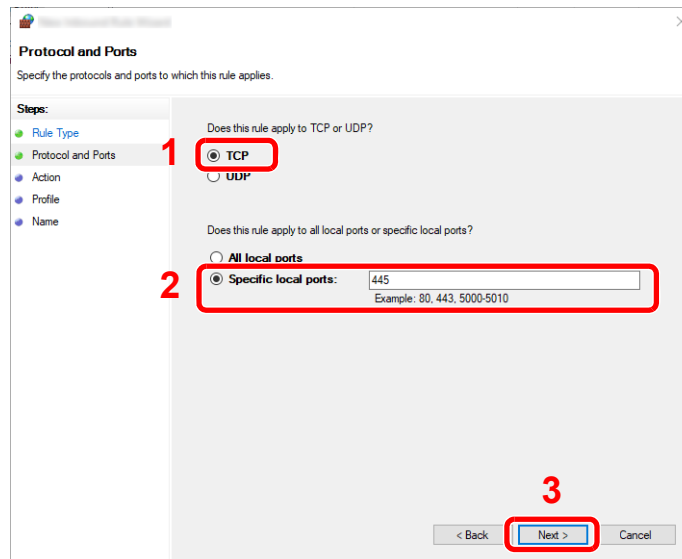 Protocol and Ports
Specify the protocols and ports to which this rule applies.
Steps:
Rule Type
Protocol and Ports
Action
Profile
Name
Does this rule apply to TCP or UDP?
1
TCP
UDP
Does this rule apply to all local ports or specific local ports?
All local ports
2
Specific local ports: 445
Example: 80, 443, 5000-5010
3
< Back Next > Cancel